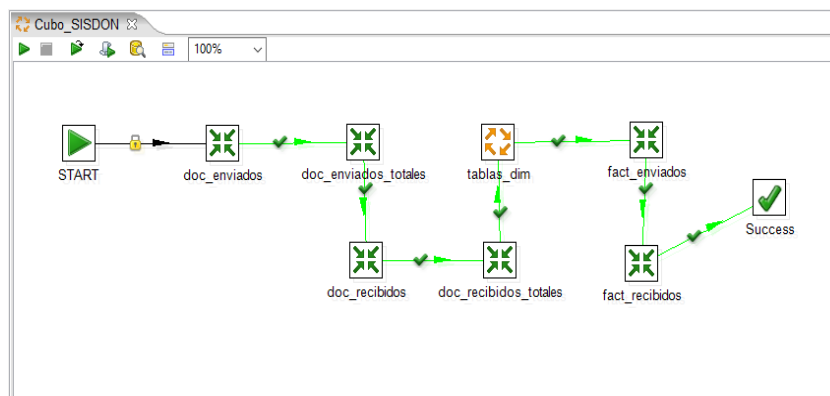 Cubo_SISDON
100%
START
doc_enviados
doc_enviados_totales
tablas_dim
fact_enviados
Success
doc_recibidos
doc_recibidos_totales
fact_recibidos